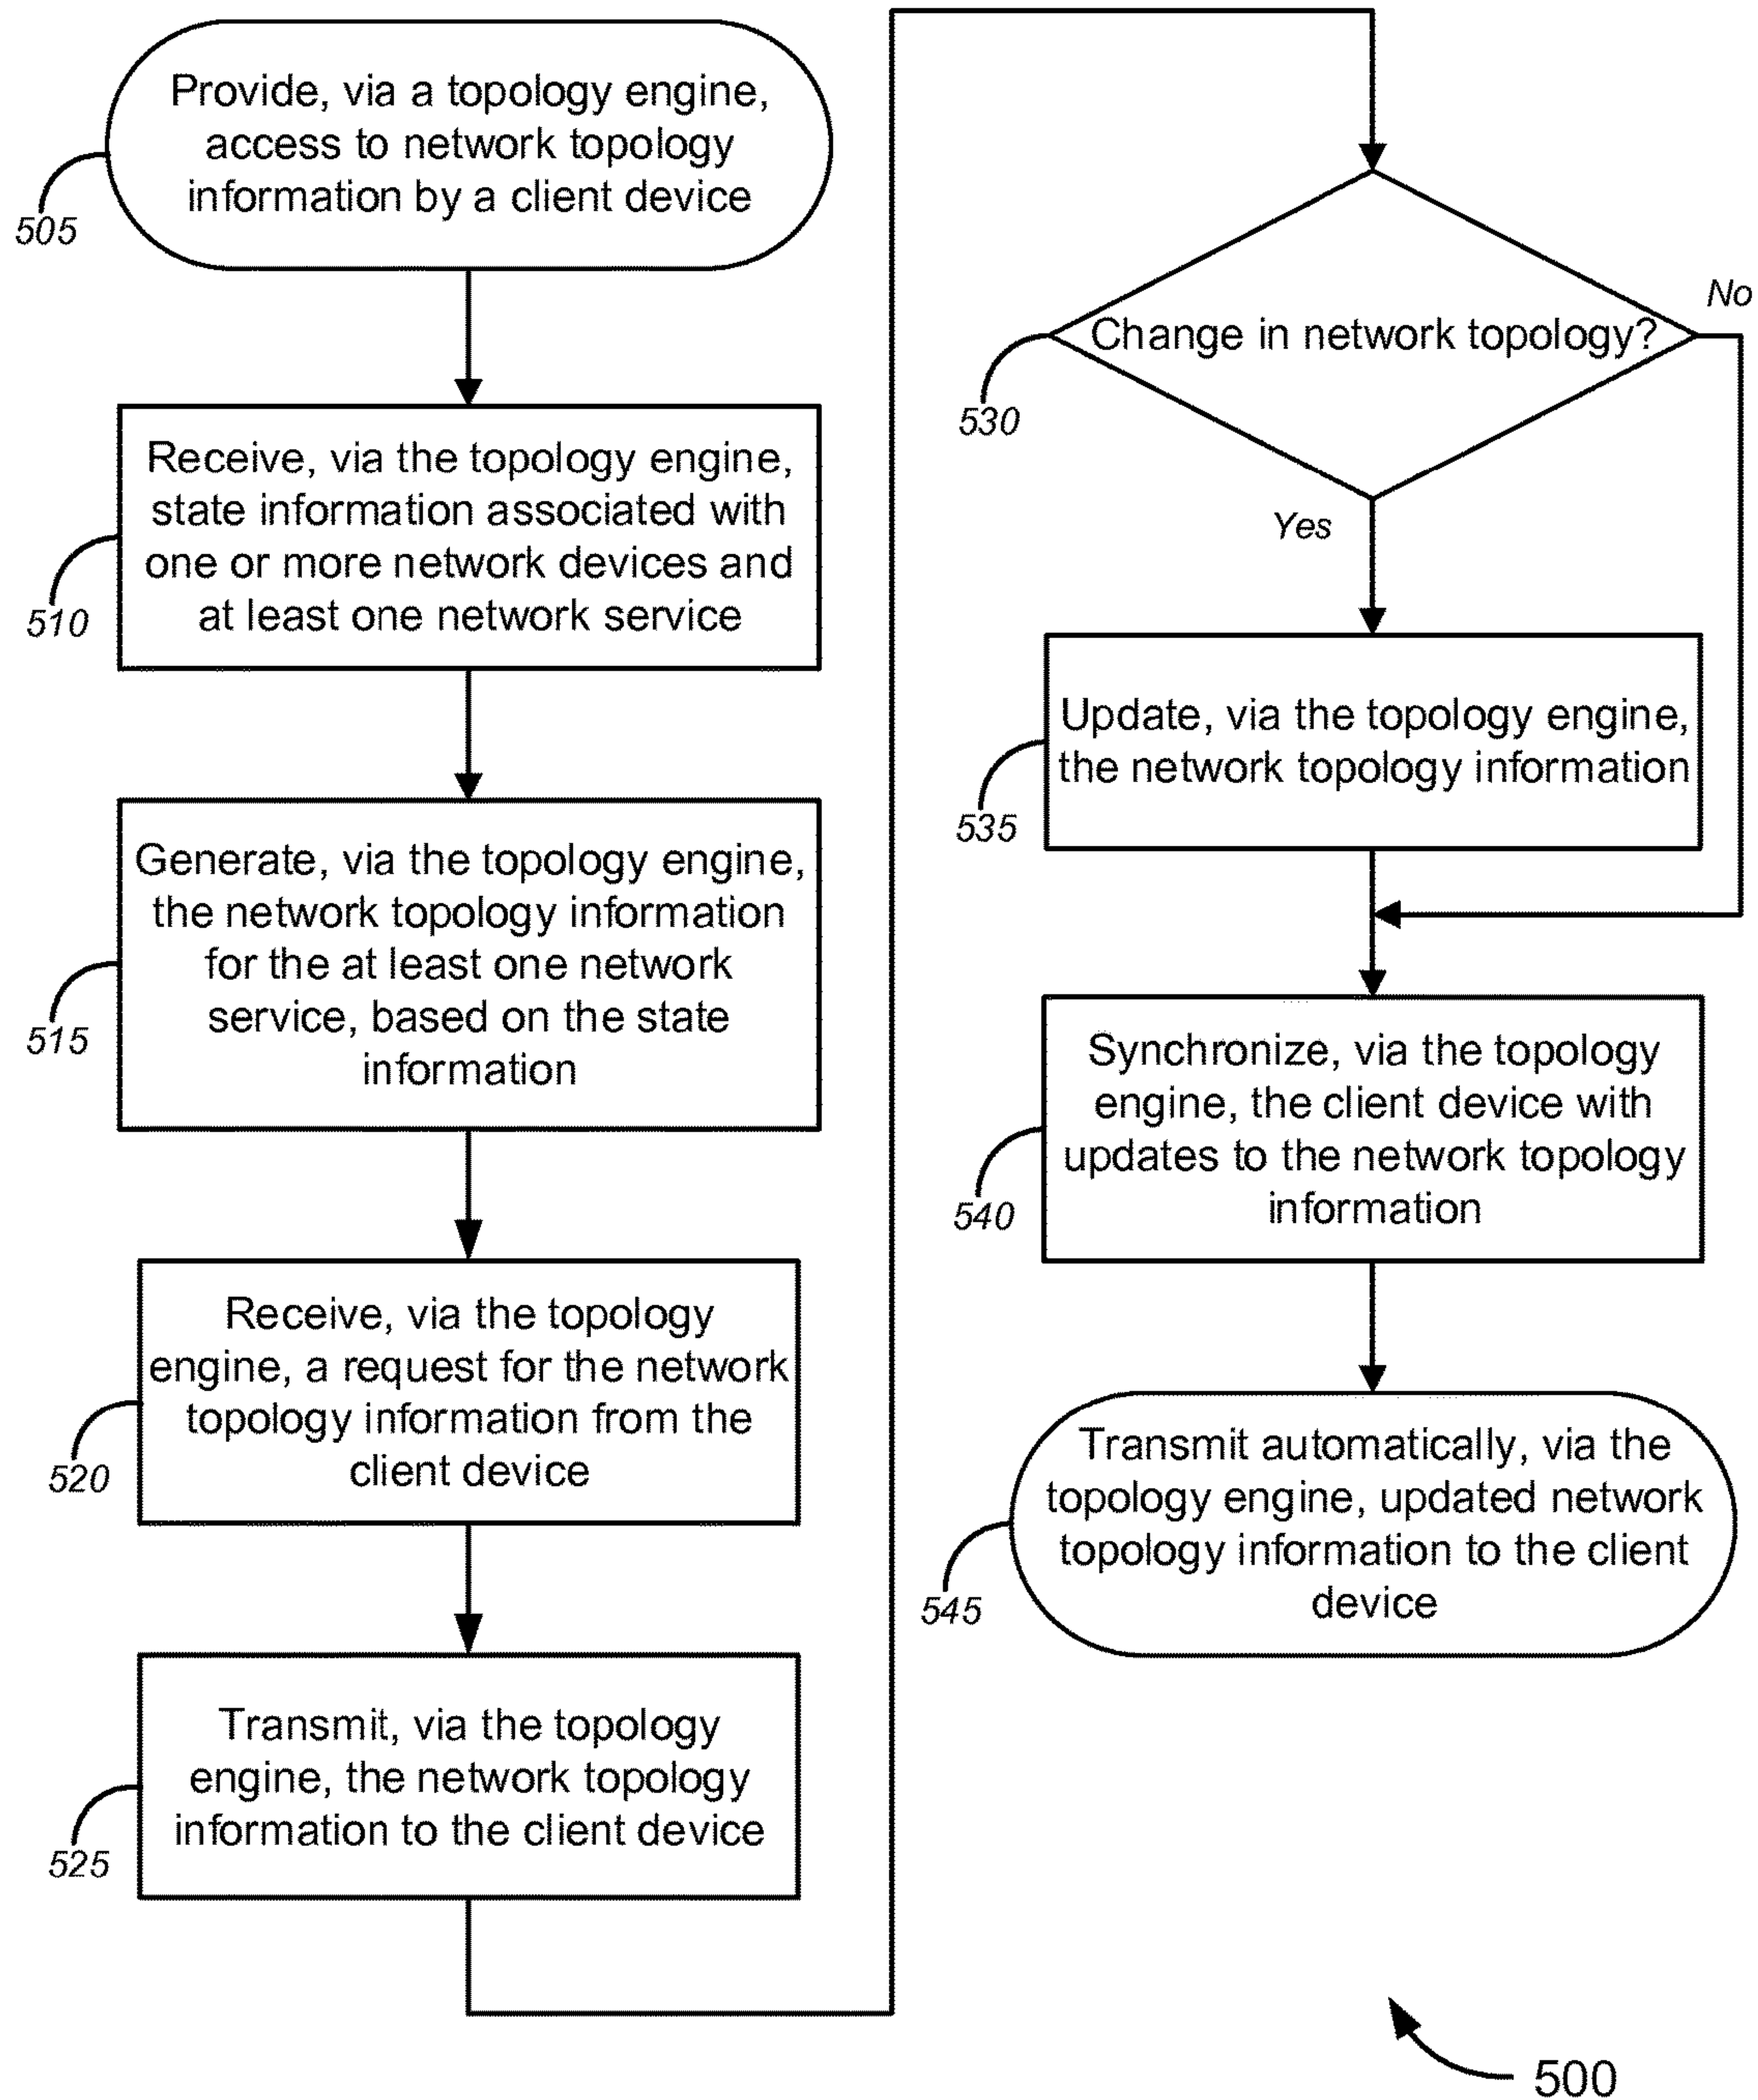 Provide, via a topology engine,
access to network topology
information by a client device
505
Receive, via the topology engine,
state information associated with
one or more network devices and
at least one network service
510
Generate, via the topology engine,
the network topology information
for the at least one network
service, based on the state
information
515
Receive, via the topology
engine, a request for the network
topology information from the
client device
520
Transmit, via the topology
engine, the network topology
information to the client device
525
Change in network topology?
No
530
Yes
Update, via the topology engine,
the network topology information
535
Synchronize, via the topology
engine, the client device with
updates to the network topology
information
540
Transmit automatically, via the
topology engine, updated network
topology information to the client
device
545
500